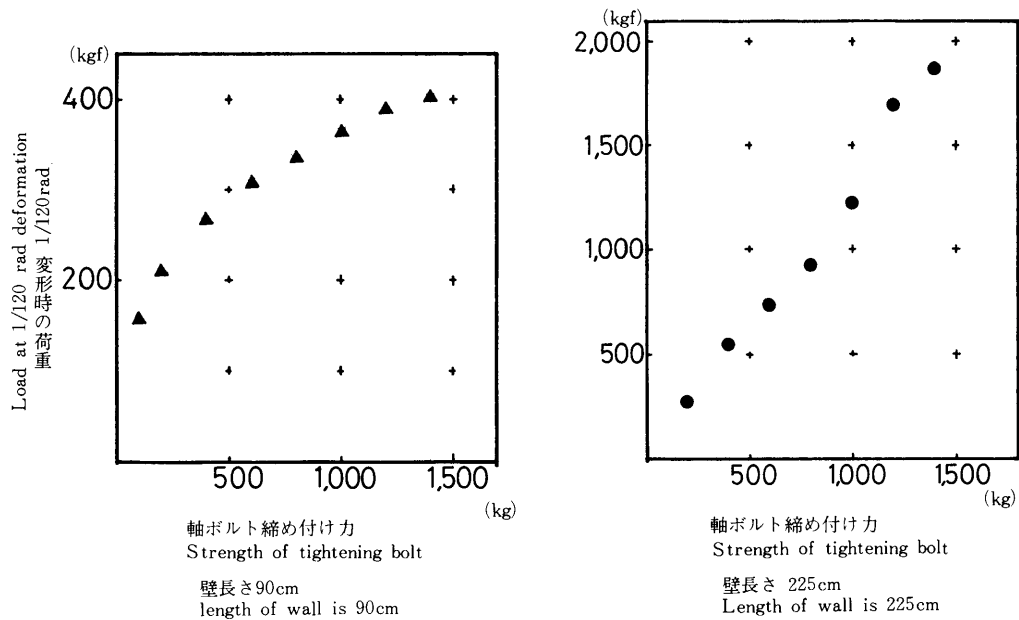 (kgf)
400
200
Load at 1/120 rad deformation
変形時の荷重 1/120rad
500
1,000
1,500
(kg)
軸ボルト締め付け力
Strength of tightening bolt
壁長さ90cm
length of wall is 90cm
(kgf)
2,000
1,500
1,000
500
500
1,000
1,500
(kg)
軸ボルト締め付け力
Strength of tightening bolt
壁長さ 225cm
Length of wall is 225cm